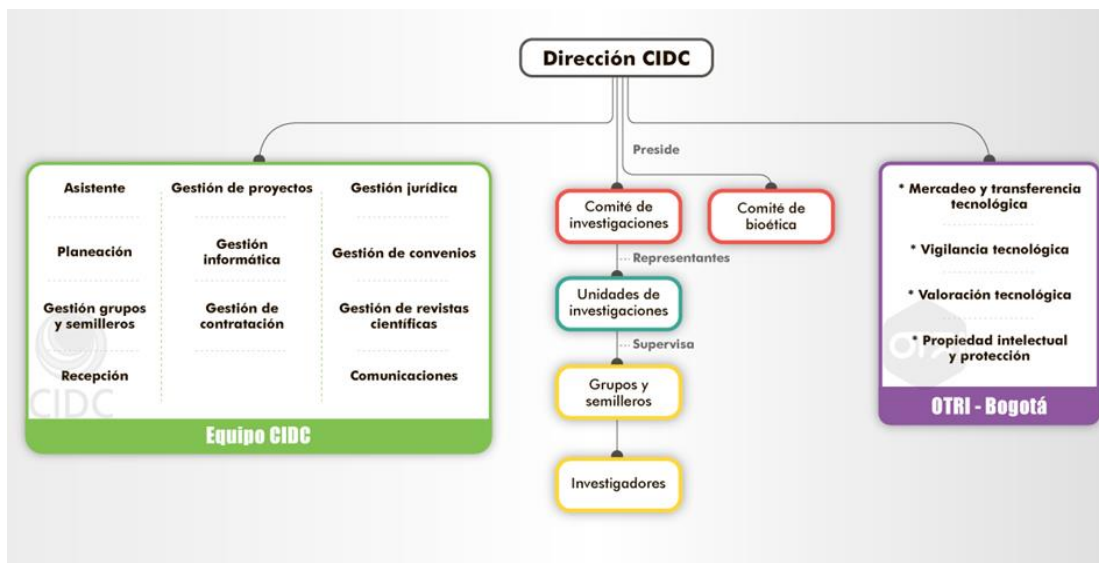 Dirección CIDC
Preside
Asistente
Gestión de proyectos
Gestión jurídica
Planeación
Gestión
informática
Gestión de convenios
Gestión grupos
y semilleros
Gestión de
contratación
Gestión de revistas
científicas
Recepción
Comunicaciones
CIDC
Equipo CIDC
Comité de
investigaciones
Comité de
bioética
Representantes
Unidades de
investigaciones
Supervisa
Grupos y
semilleros
Investigadores
* Mercadeo y transferencia
tecnológica
* Vigilancia tecnológica
* Valoración tecnológica
* Propiedad intelectual
y protección
OTRI - Bogotá